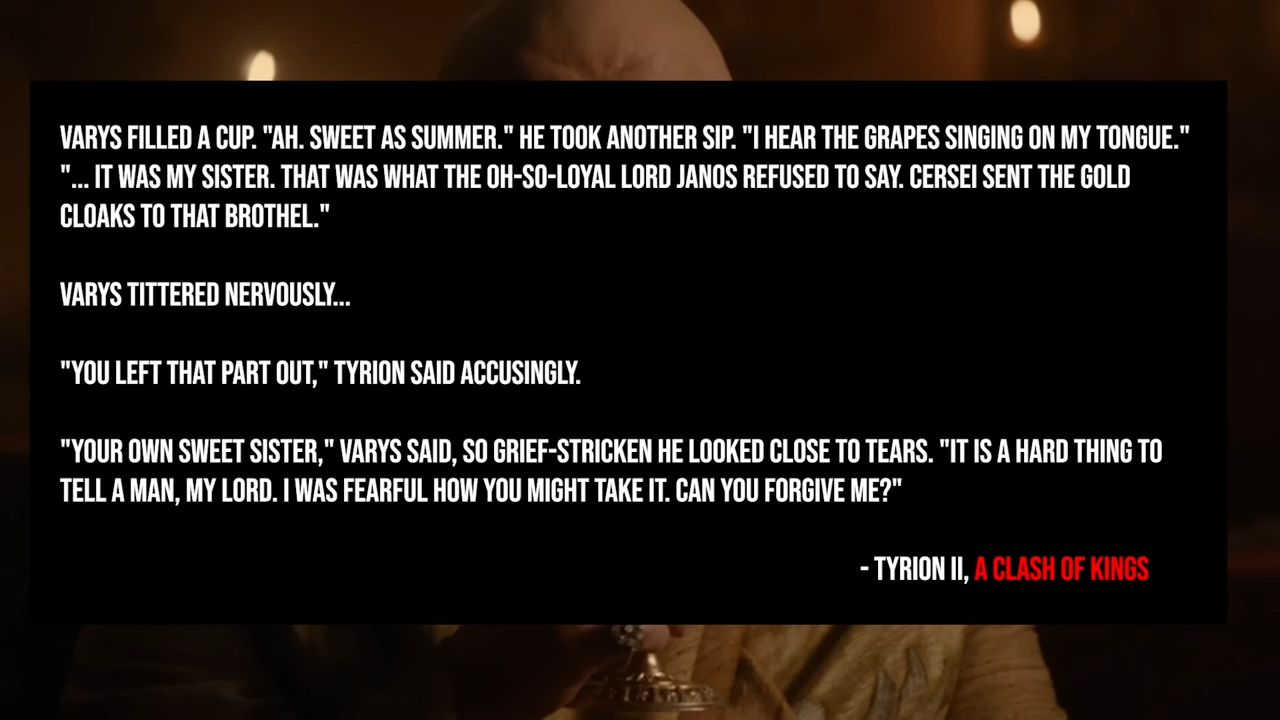 VARYS FILLED A CUP. "AH. SWEET AS SUMMER." HE TOOK ANOTHER SIP. "I HEAR THE GRAPES SINGING ON MY TONGUE."
"... IT WAS MY SISTER. THAT WAS WHAT THE OH-SO-LOYAL LORD JANOS REFUSED TO SAY. CERSEI SENT THE GOLD
CLOAKS TO THAT BROTHEL."
VARYS TITTERED NERVOUSLY...
"YOU LEFT THAT PART OUT," TYRION SAID ACCUSINGLY.
"YOUR OWN SWEET SISTER," VARYS SAID, SO GRIEF-STRICKEN HE LOOKED CLOSE TO TEARS. "IT IS A HARD THING TO
TELL A MAN, MY LORD. I WAS FEARFUL HOW YOU MIGHT TAKE IT. CAN YOU FORGIVE ME?"
- TYRION II, A CLASH OF KINGS